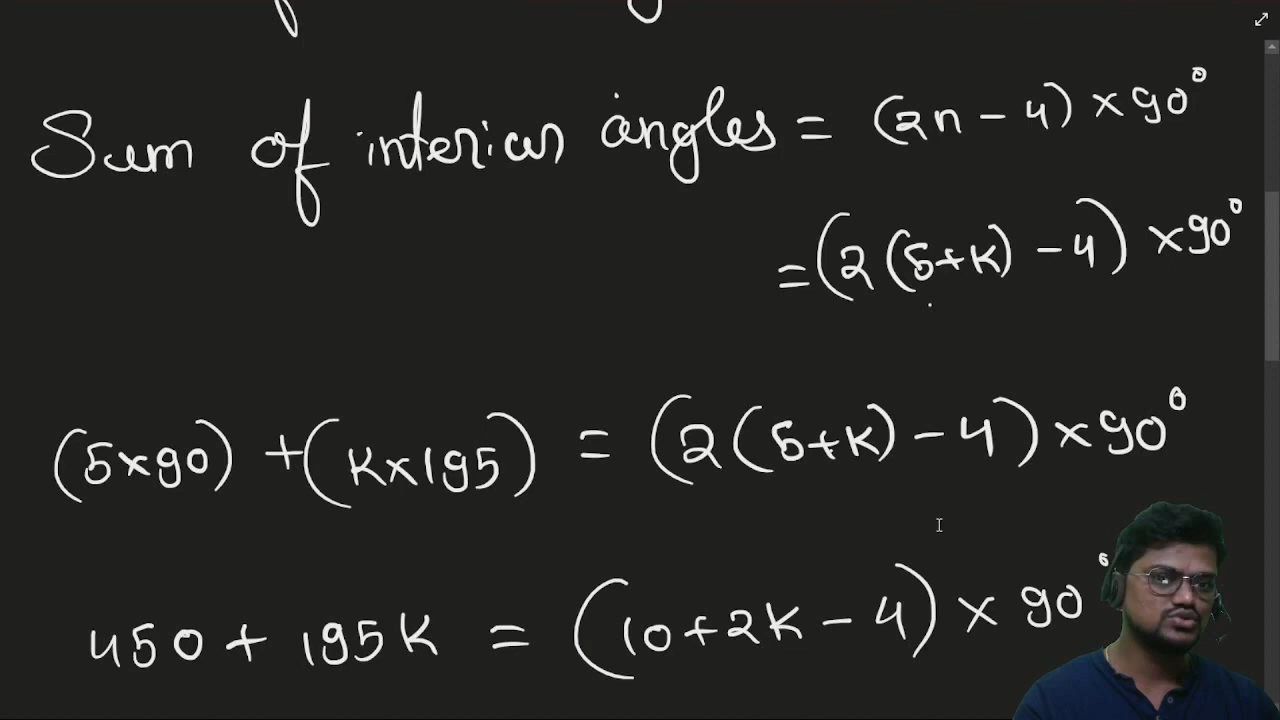 Sum of interior angles = (2n - 4) × 90°
= (2 (5+k) - 4) × 90°
(5×90) + (k×195) = (2(5+k) - 4) × 90°
450 + 195k = (10+2k - 4) × 90°